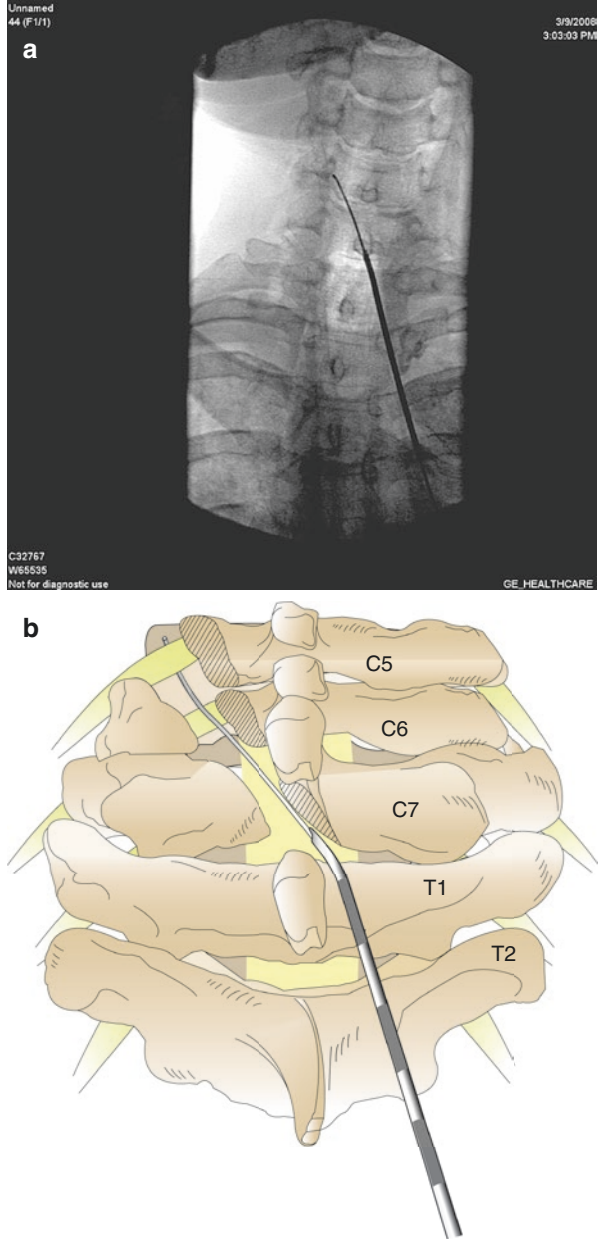 Unnamed
44 (F1/1)
3/9/2008
3:03:03 PM
a
C32767
W65535
Not for diagnostic use
GE_HEALTHCARE
b
C5
C6
C7
T1
T2